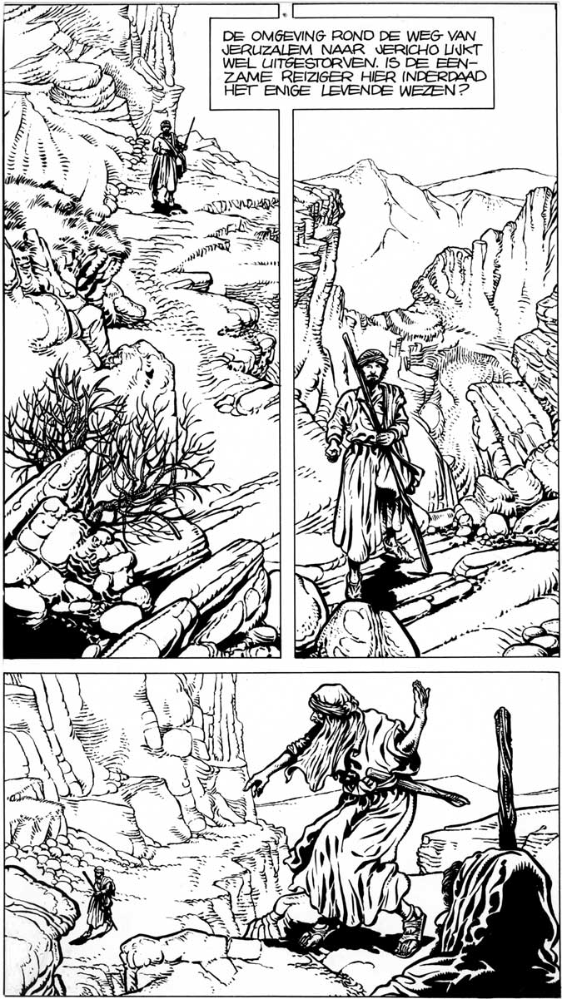 DE OMGEVING ROND DE WEG VAN
JERUZALEM NAAR JERICHO LIJKT
WEL UITGESTORVEN. IS DE EEN-
ZAME REIZIGER HIER INDERDAAD
HET ENIGE LEVENDE WEZEN?